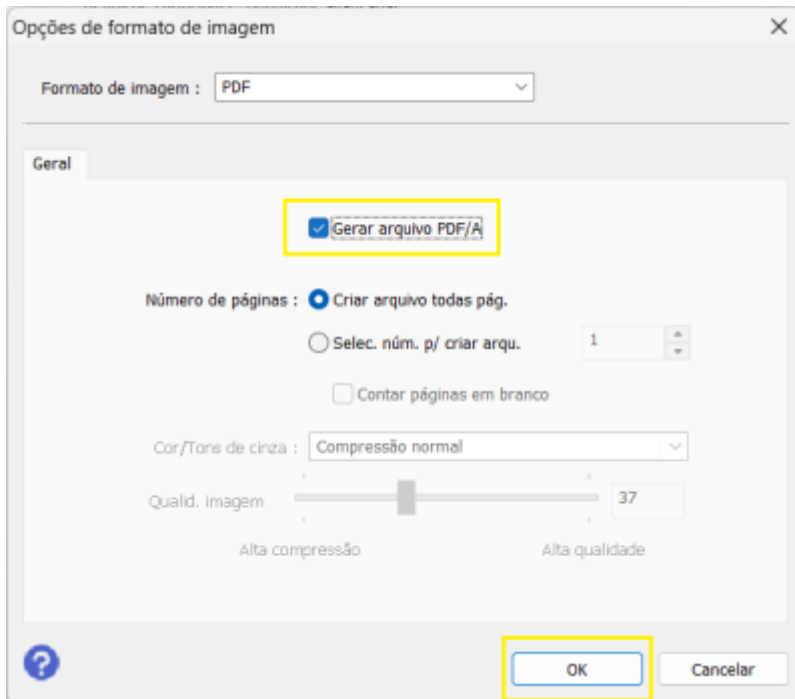 Opções de formato de imagem
Formato de imagem : PDF
Geral
Gerar arquivo PDF/A
Número de páginas : Criar arquivo todas pág.
Selec. núm. p/ criar arqu. 1
Contar páginas em branco
Cor/Tons de cinza : Compressão normal
Qualid. imagem 37
Alta compressão Alta qualidade
? OK Cancelar